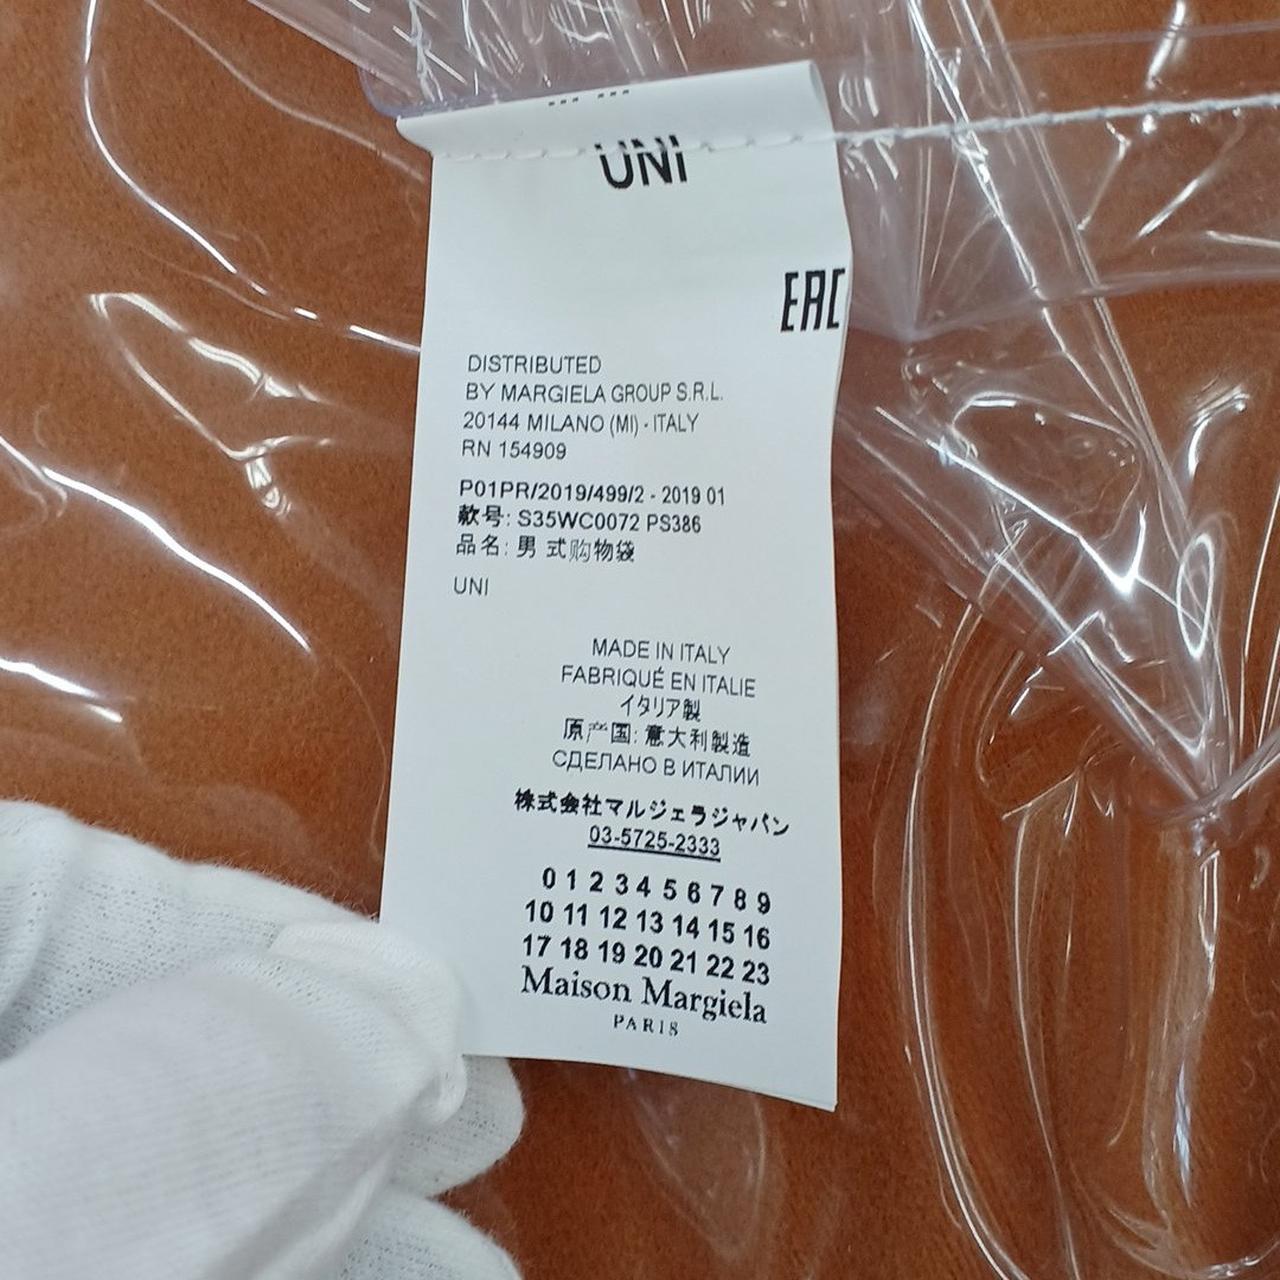 UNI
EAC
DISTRIBUTED
BY MARGIELA GROUP S.R.L.
20144 MILANO (MI) - ITALY
RN 154909
P01PR/2019/499/2 - 2019 01
款号: S35WC0072 PS386
品名: 男 式购物袋
UNI
MADE IN ITALY
FABRIQUÉ EN ITALIE
イタリア製
原产国: 意大利製造
СДЕЛАНО В ИТАЛИИ
株式会社マルジェラジャパン
03-5725-2333
0 1 2 3 4 5 6 7 8 9
10 11 12 13 14 15 16
17 18 19 20 21 22 23
Maison Margiela
PARIS